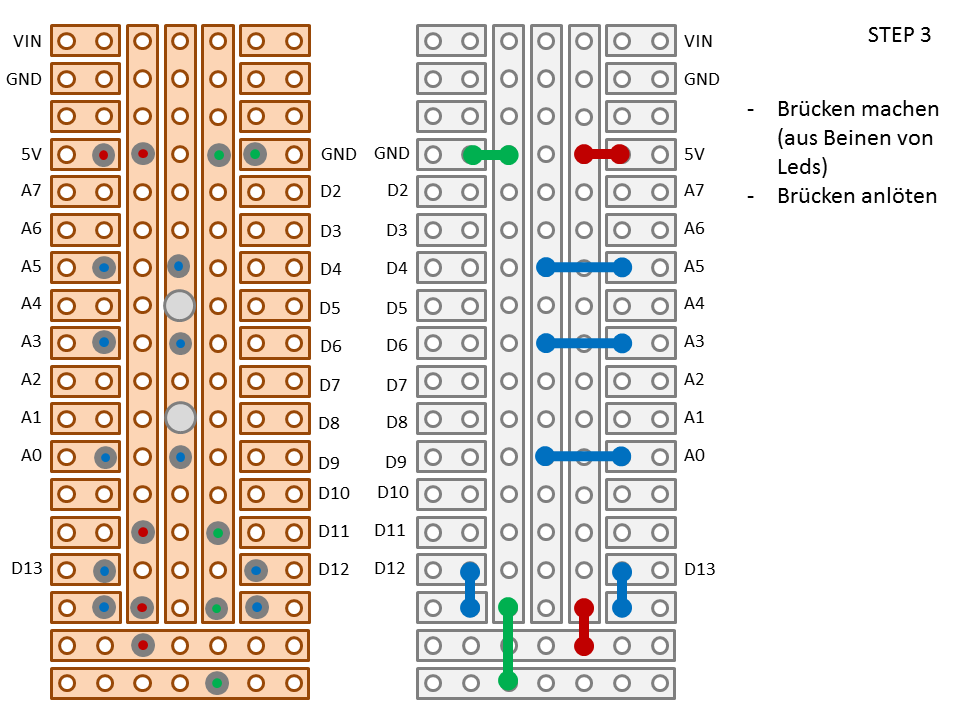 STEP 3
VIN VIN
GND GND
5V GND GND 5V
A7 D2 D2 A7
A6 D3 D3 A6
A5 D4 D4 A5
A4 D5 D5 A4
A3 D6 D6 A3
A2 D7 D7 A2
A1 D8 D8 A1
A0 D9 D9 A0
D10 D10
D11 D11
D13 D12 D12 D13
- Brücken machen
(aus Beinen von
Leds)
- Brücken anlöten